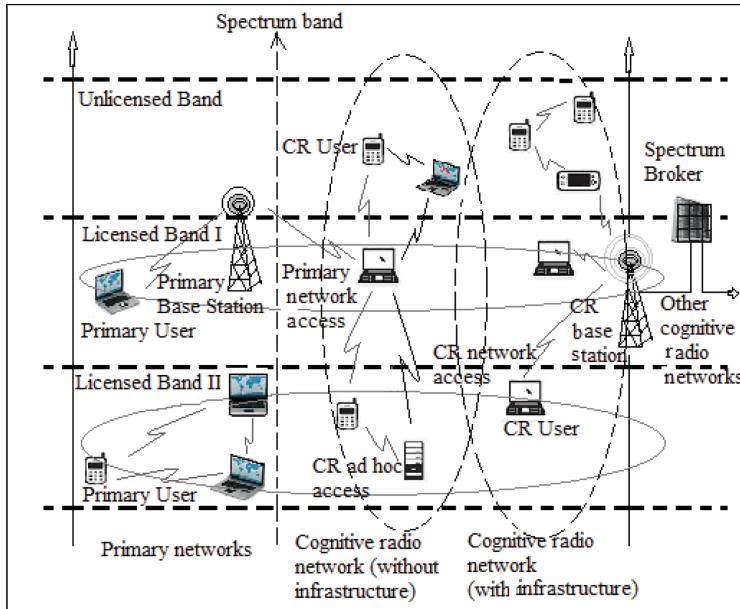 Spectrum band
Unlicensed Band
CR User
Spectrum
Broker
Licensed Band I
Primary
Base Station
Primary User
Primary
network
access
CR
base
station
Other
cognitive
radio
networks
CR network
access
Licensed Band II
CR User
Primary User
CR ad hoc
access
Primary networks
Cognitive radio
network (without
infrastructure)
Cognitive radio
network
(with infrastructure)